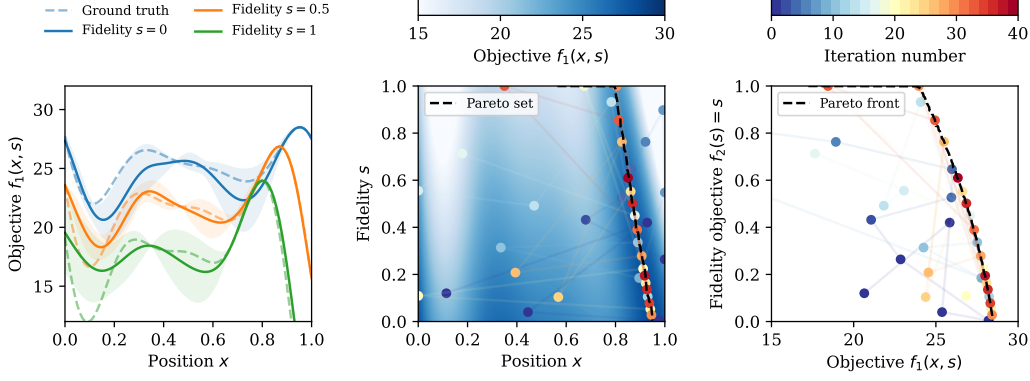 Ground truth
Fidelity s = 0
Fidelity s = 0.5
Fidelity s = 1
15 20 25 30
Objective f₁(x, s)
0 10 20 30 40
Iteration number
30
25
20
15
Objective f₁(x, s)
0.0 0.2 0.4 0.6 0.8 1.0
Position x
Pareto set
1.0
0.8
0.6
0.4
0.2
0.0
Fidelity s
0.0 0.2 0.4 0.6 0.8 1.0
Position x
Pareto front
1.0
0.8
0.6
0.4
0.2
0.0
Fidelity objective f₂(s) = s
15 20 25 30
Objective f₁(x, s)